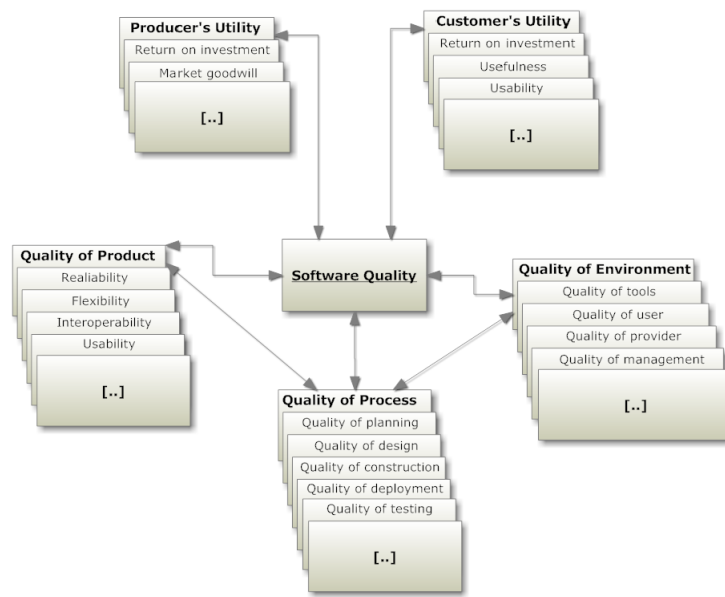 Producer's Utility
Return on investment
Market goodwill
[..]
Customer's Utility
Return on investment
Usefulness
Usability
[..]
Software Quality
Quality of Product
Realiability
Flexibility
Interoperability
Usability
[..]
Quality of Environment
Quality of tools
Quality of user
Quality of provider
Quality of management
[..]
Quality of Process
Quality of planning
Quality of design
Quality of construction
Quality of deployment
Quality of testing
[..]